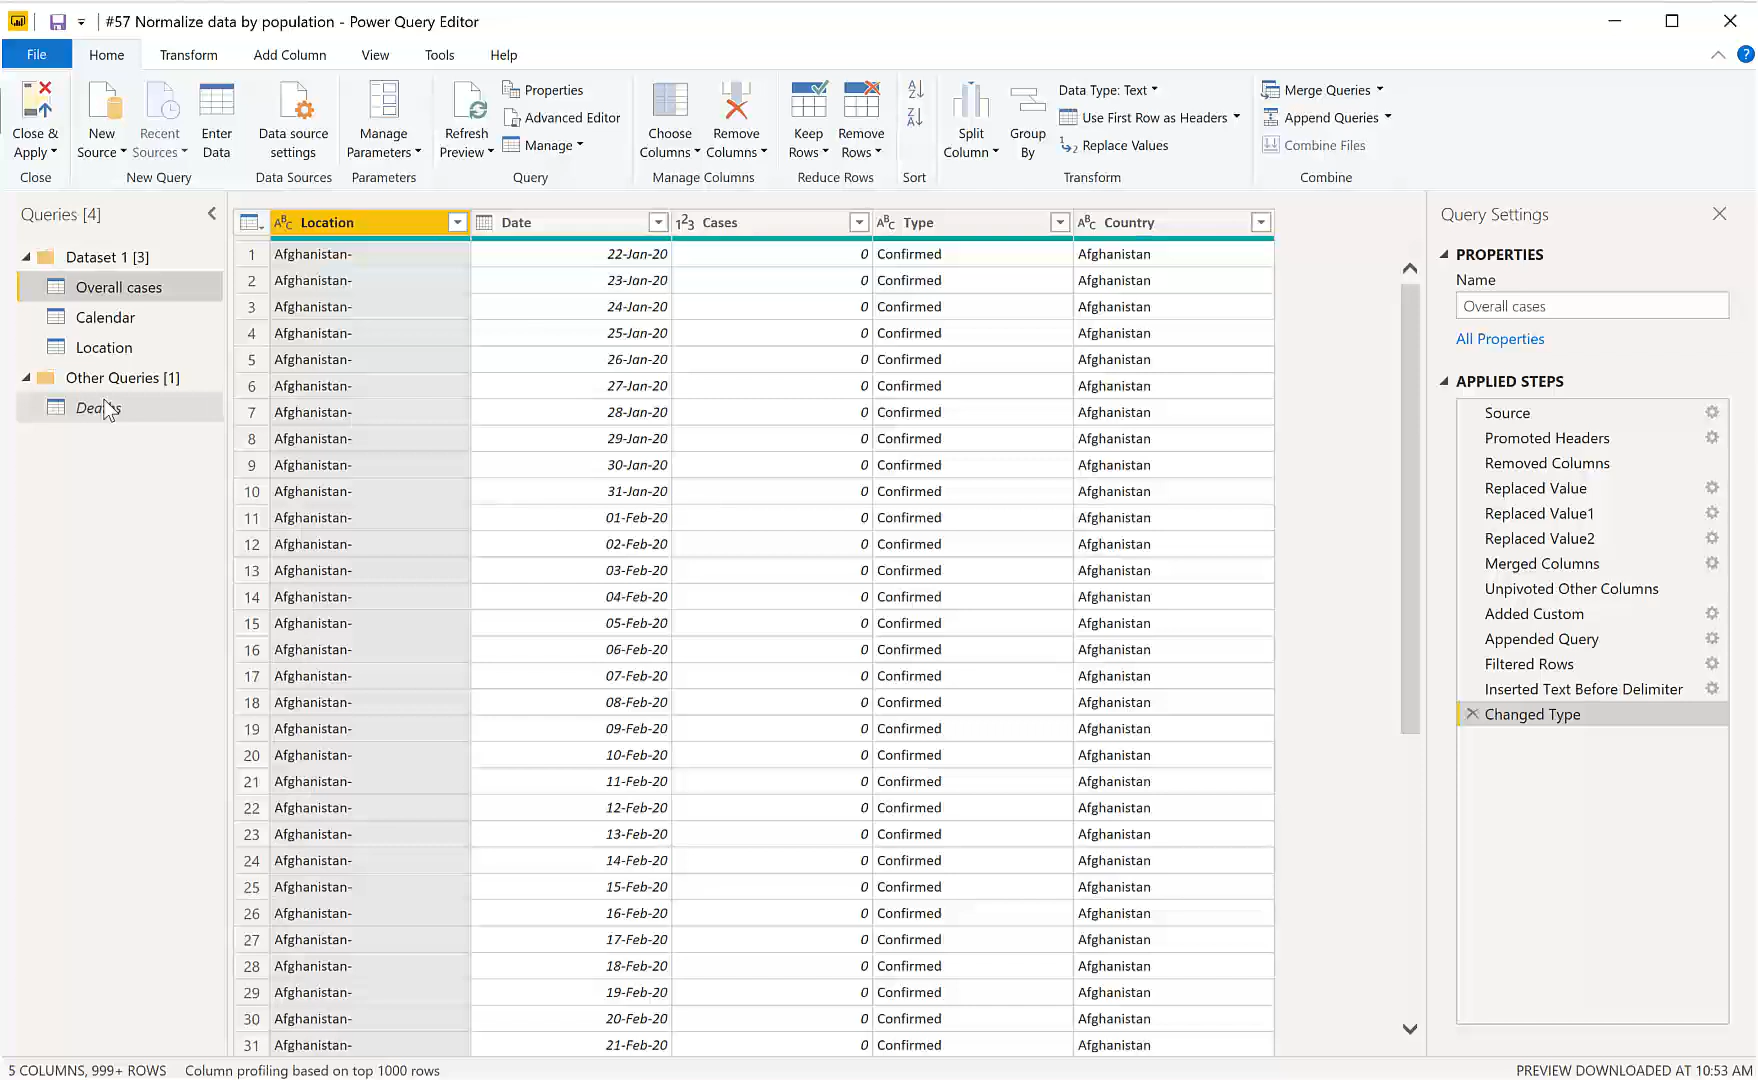 #57 Normalize data by population - Power Query Editor
File Home Transform Add Column View Tools Help
Close & Apply
New Source
Recent Sources
Enter Data
Data source settings
Manage Parameters
Refresh Preview
Properties
Advanced Editor
Manage
Choose Columns
Remove Columns
Keep Rows
Remove Rows
Split Column
Group By
Data Type: Text
Use First Row as Headers
Replace Values
Merge Queries
Append Queries
Combine Files
Close New Query Data Sources Parameters Query Manage Columns Reduce Rows Sort Transform Combine
Queries [4]
Dataset 1 [3]
Overall cases
Calendar
Location
Other Queries [1]
Location Date Cases Type Country
1 Afghanistan- 22-Jan-20 0 Confirmed Afghanistan
2 Afghanistan- 23-Jan-20 0 Confirmed Afghanistan
3 Afghanistan- 24-Jan-20 0 Confirmed Afghanistan
4 Afghanistan- 25-Jan-20 0 Confirmed Afghanistan
5 Afghanistan- 26-Jan-20 0 Confirmed Afghanistan
6 Afghanistan- 27-Jan-20 0 Confirmed Afghanistan
7 Afghanistan- 28-Jan-20 0 Confirmed Afghanistan
8 Afghanistan- 29-Jan-20 0 Confirmed Afghanistan
9 Afghanistan- 30-Jan-20 0 Confirmed Afghanistan
10 Afghanistan- 31-Jan-20 0 Confirmed Afghanistan
11 Afghanistan- 01-Feb-20 0 Confirmed Afghanistan
12 Afghanistan- 02-Feb-20 0 Confirmed Afghanistan
13 Afghanistan- 03-Feb-20 0 Confirmed Afghanistan
14 Afghanistan- 04-Feb-20 0 Confirmed Afghanistan
15 Afghanistan- 05-Feb-20 0 Confirmed Afghanistan
16 Afghanistan- 06-Feb-20 0 Confirmed Afghanistan
17 Afghanistan- 07-Feb-20 0 Confirmed Afghanistan
18 Afghanistan- 08-Feb-20 0 Confirmed Afghanistan
19 Afghanistan- 09-Feb-20 0 Confirmed Afghanistan
20 Afghanistan- 10-Feb-20 0 Confirmed Afghanistan
21 Afghanistan- 11-Feb-20 0 Confirmed Afghanistan
22 Afghanistan- 12-Feb-20 0 Confirmed Afghanistan
23 Afghanistan- 13-Feb-20 0 Confirmed Afghanistan
24 Afghanistan- 14-Feb-20 0 Confirmed Afghanistan
25 Afghanistan- 15-Feb-20 0 Confirmed Afghanistan
26 Afghanistan- 16-Feb-20 0 Confirmed Afghanistan
27 Afghanistan- 17-Feb-20 0 Confirmed Afghanistan
28 Afghanistan- 18-Feb-20 0 Confirmed Afghanistan
29 Afghanistan- 19-Feb-20 0 Confirmed Afghanistan
30 Afghanistan- 20-Feb-20 0 Confirmed Afghanistan
31 Afghanistan- 21-Feb-20 0 Confirmed Afghanistan
Query Settings
PROPERTIES
Name
Overall cases
All Properties
APPLIED STEPS
Source
Promoted Headers
Removed Columns
Replaced Value
Replaced Value1
Replaced Value2
Merged Columns
Unpivoted Other Columns
Added Custom
Appended Query
Filtered Rows
Inserted Text Before Delimiter
Changed Type
5 COLUMNS, 999+ ROWS Column profiling based on top 1000 rows PREVIEW DOWNLOADED AT 10:53 AM